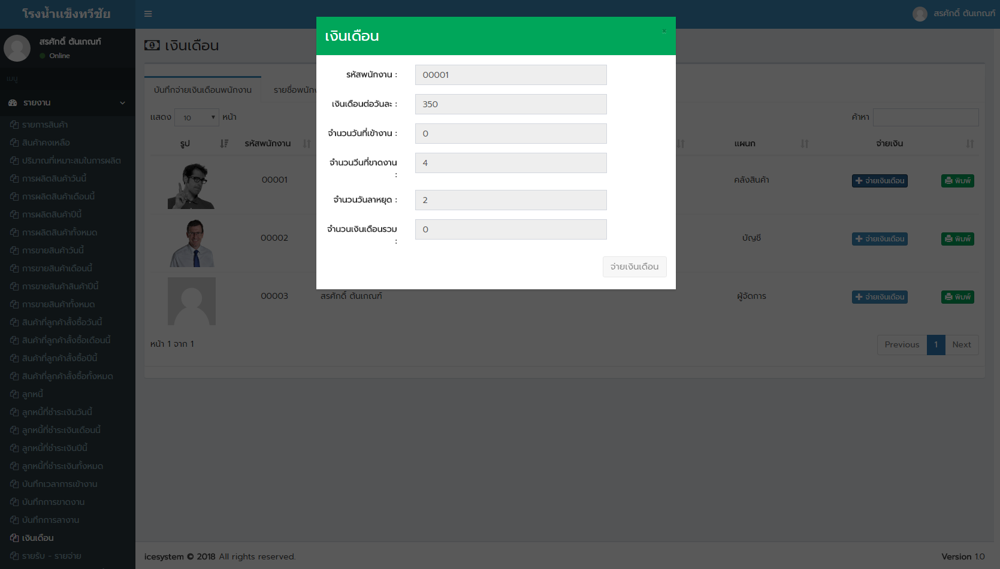 โรงน้ำแข็งทวีชัย
สรศักดิ์ ต้นเกณฑ์
สรศักดิ์ ต้นเกณฑ์
Online
เมนู
รายงาน
รายการสินค้า
สินค้าคงเหลือ
ปริมาณที่เหมาะสมในการผลิต
การผลิตสินค้าวันนี้
การผลิตสินค้าเดือนนี้
การผลิตสินค้าปีนี้
การผลิตสินค้าทั้งหมด
การขายสินค้าวันนี้
การขายสินค้าเดือนนี้
การขายสินค้าสินค้าปีนี้
การขายสินค้าทั้งหมด
สินค้าที่ลูกค้าสั้งซื้อวันนี้
สินค้าที่ลูกค้าสั้งซื้อเดือนนี้
สินค้าที่ลูกค้าสั้งซื้อปีนี้
สินค้าที่ลูกค้าสั้งซื้อทั้งหมด
ลูกหนี้
ลูกหนี้ที่ชำระเงินวันนี้
ลูกหนี้ที่ชำระเงินเดือนนี้
ลูกหนี้ที่ชำระเงินปีนี้
ลูกหนี้ที่ชำระเงินทั้งหมด
บันทึกเวลาการเข้างาน
บันทึกการขาดงาน
บันทึกการลางาน
เงินเดือน
รายรับ - รายจ่าย
เงินเดือน
บันทึกจ่ายเงินเดือนพนักงาน รายชื่อพนัก
แสดง 10 หน้า ค้าหา
รูป รหัสพนักงาน แผนก จ่ายเงิน
00001 คลังสินค้า จ่ายเงินเดือน พิมพ์
00002 บัญชี จ่ายเงินเดือน พิมพ์
00003 สรศักดิ์ ต้นเกณฑ์ ผู้จัดการ จ่ายเงินเดือน พิมพ์
หน้า 1 จาก 1 Previous 1 Next
เงินเดือน ×
รหัสพนักงาน : 00001
เงินเดือนต่อวันละ : 350
จำนวนวันที่เข้างาน : 0
จำนวนวีนที่ขาดงาน : 4
จำนวนวันลาหยุด : 2
จำนวนเงินเดือนรวม : 0
จ่ายเงินเดือน
icesystem © 2018 All rights reserved. Version 1.0